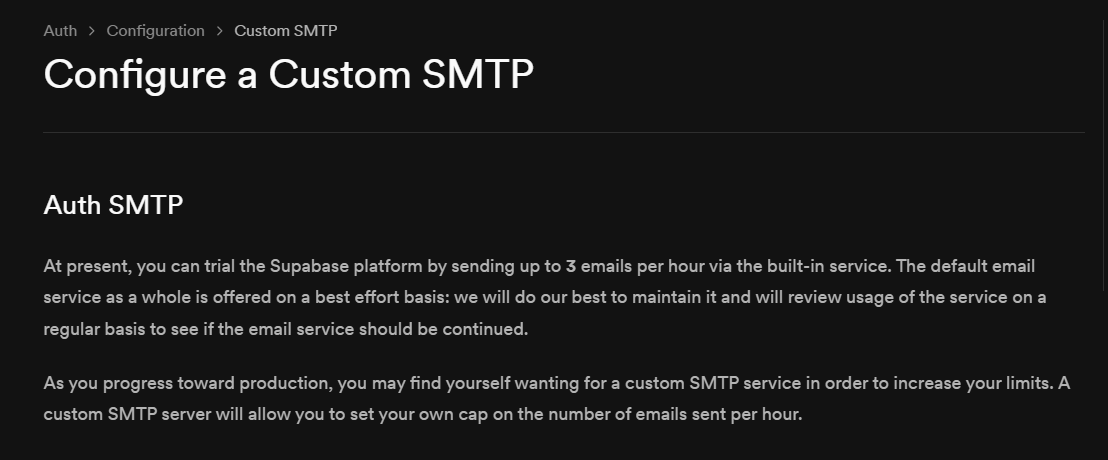 Auth > Configuration > Custom SMTP
Configure a Custom SMTP
Auth SMTP
At present, you can trial the Supabase platform by sending up to 3 emails per hour via the built-in service. The default email
service as a whole is offered on a best effort basis: we will do our best to maintain it and will review usage of the service on a
regular basis to see if the email service should be continued.
As you progress toward production, you may find yourself wanting for a custom SMTP service in order to increase your limits. A
custom SMTP server will allow you to set your own cap on the number of emails sent per hour.